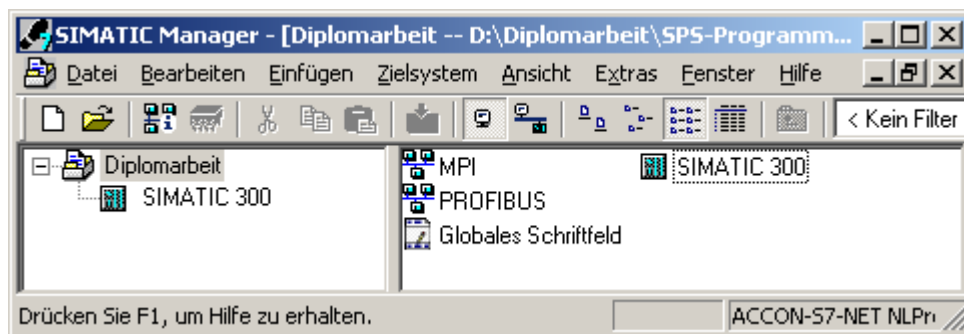 SIMATIC Manager - [Diplomarbeit -- D:\Diplomarbeit\SPS-Programm...
Datei Bearbeiten Einfügen Zielsystem Ansicht Extras Fenster Hilfe
< Kein Filter
Diplomarbeit
SIMATIC 300
MPI
SIMATIC 300
PROFIBUS
Globales Schriftfeld
Drücken Sie F1, um Hilfe zu erhalten.
ACCON-S7-NET NLPr